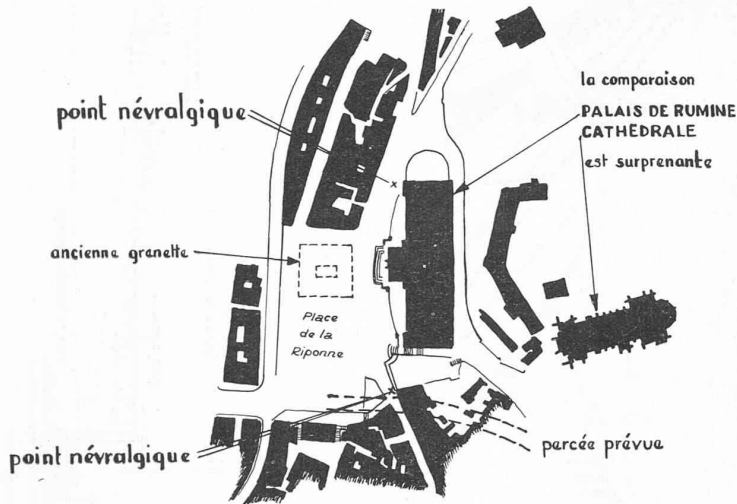 la comparaison
point névralgique
PALAIS DE RUMINE
CATHÉDRALE
est surprenante
ancienne granette
Place
de la
Riponne
percée prévue
point névralgique